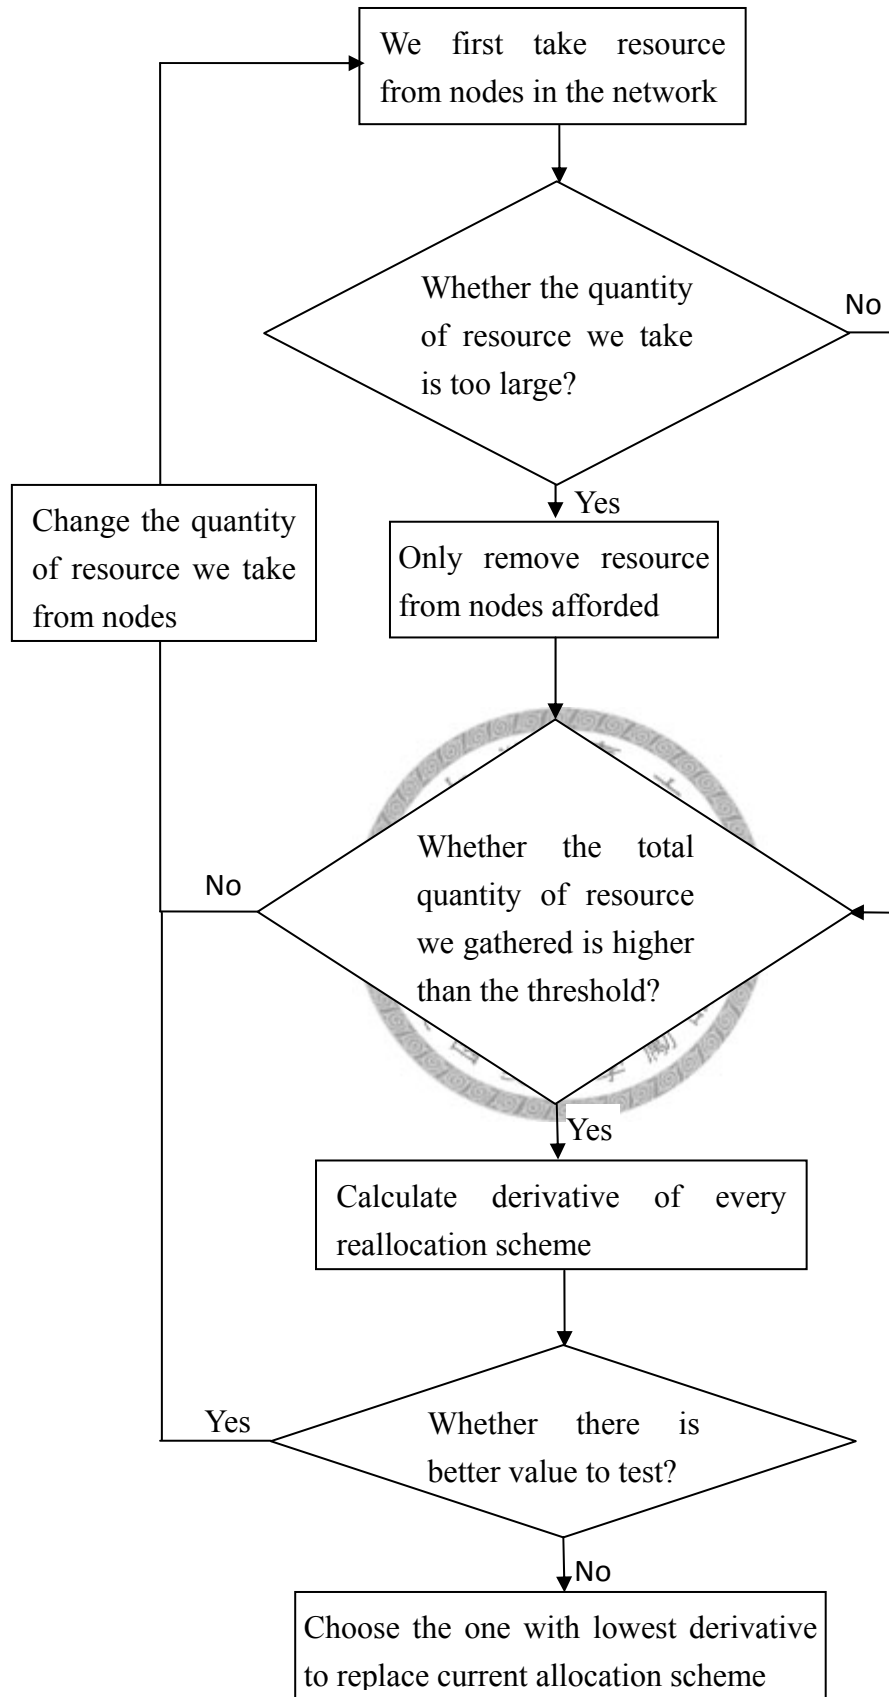 We first take resource
from nodes in the network
Whether the quantity
of resource we take
is too large?
No
Yes
Change the quantity
of resource we take
from nodes
Only remove resource
from nodes afforded
Whether the total
quantity of resource
we gathered is higher
than the threshold?
No
Yes
Calculate derivative of every
reallocation scheme
Whether there is
better value to test?
Yes
No
Choose the one with lowest derivative
to replace current allocation scheme